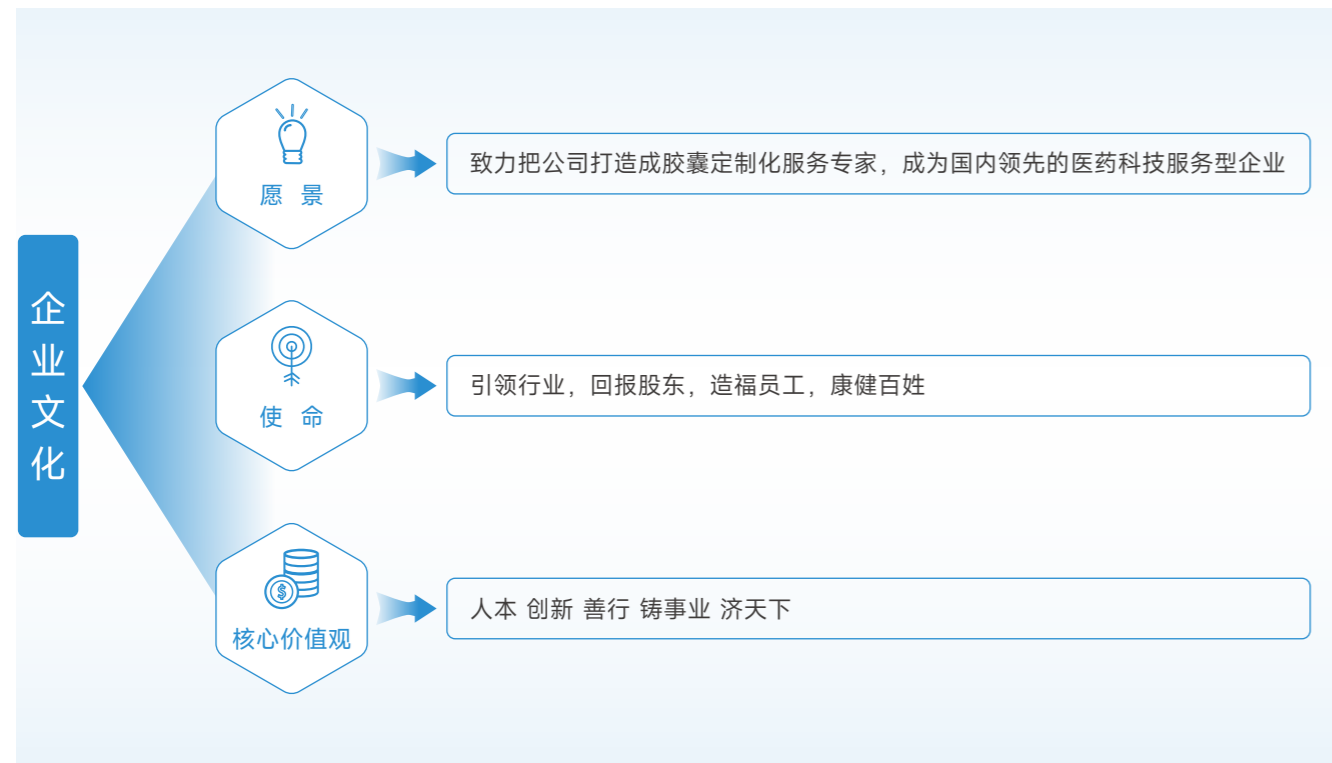 企业文化
愿 景
致力把公司打造成胶囊定制化服务专家，成为国内领先的医药科技服务型企业
使 命
引领行业，回报股东，造福员工，康健百姓
$
核心价值观
人本 创新 善行 铸事业 济天下